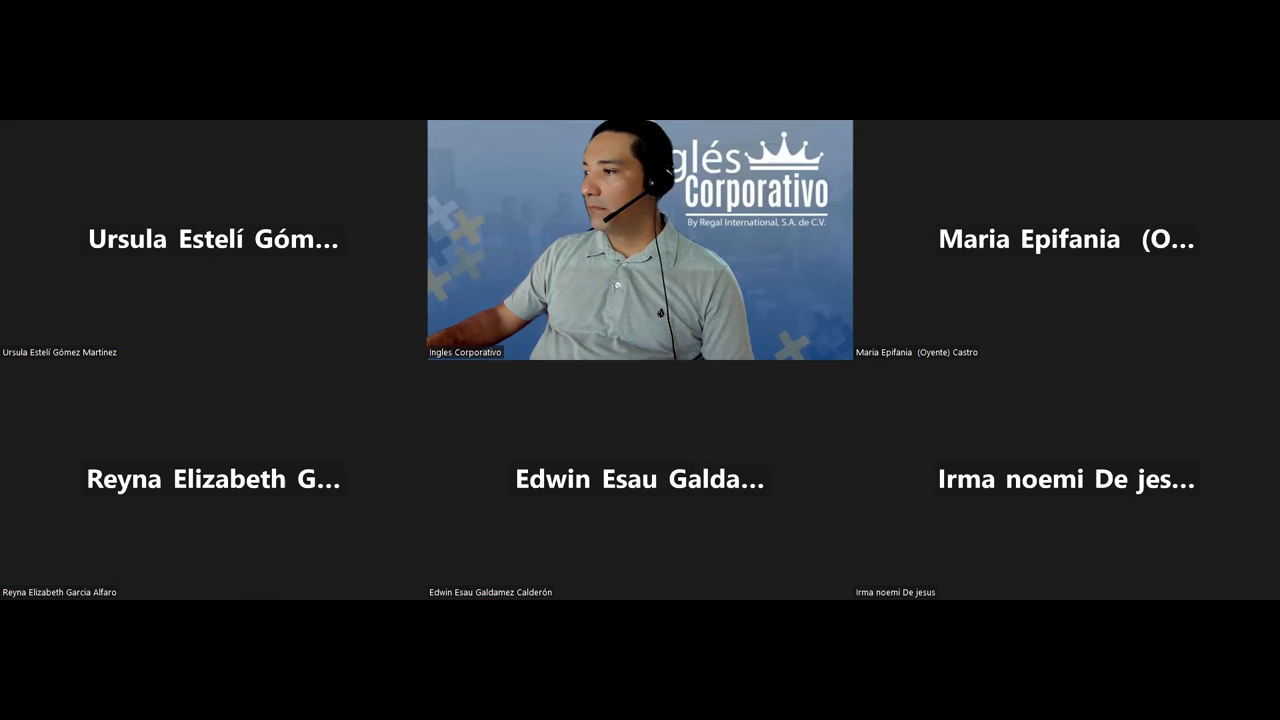 Ursula Estelí Góm...
Ursula Estelí Gómez Martinez
glés
Corporativo
By Regal International, S.A. de C.V.
Ingles Corporativo
Maria Epifania (O...
Maria Epifania (Oyente) Castro
Reyna Elizabeth G...
Reyna Elizabeth Garcia Alfaro
Edwin Esau Galda...
Edwin Esau Galdamez Calderón
Irma noemi De jes...
Irma noemi De jesus